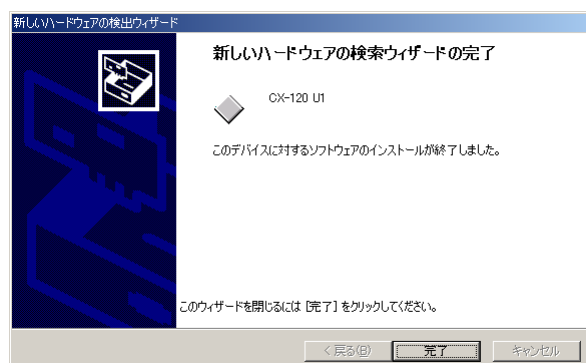 新しいハードウェアの検出ウィザード
新しいハードウェアの検索ウィザードの完了
CX-120 U1
このデバイスに対するソフトウェアのインストールが終了しました。
このウィザードを閉じるには [完了] をクリックしてください。
< 戻る(B)
完了
キャンセル